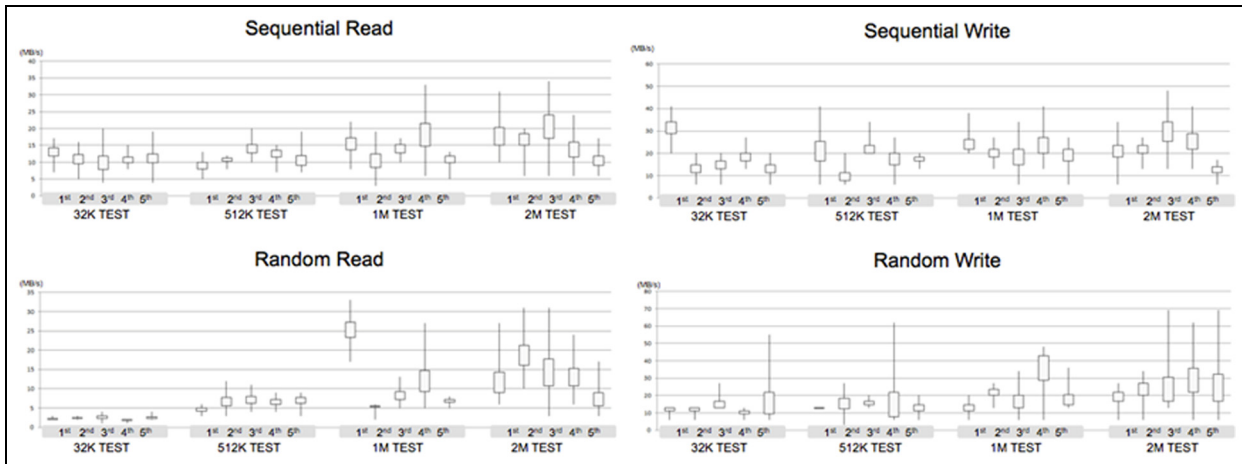 Sequential Read
(MB/s)
40
35
30
25
20
15
10
5
0
1st 2nd 3rd 4th 5th 1st 2nd 3rd 4th 5th 1st 2nd 3rd 4th 5th 1st 2nd 3rd 4th 5th
32K TEST 512K TEST 1M TEST 2M TEST
Sequential Write
(MB/s)
60
50
40
30
20
10
0
1st 2nd 3rd 4th 5th 1st 2nd 3rd 4th 5th 1st 2nd 3rd 4th 5th 1st 2nd 3rd 4th 5th
32K TEST 512K TEST 1M TEST 2M TEST
Random Read
(MB/s)
35
30
25
20
15
10
5
0
1st 2nd 3rd 4th 5th 1st 2nd 3rd 4th 5th 1st 2nd 3rd 4th 5th 1st 2nd 3rd 4th 5th
32K TEST 512K TEST 1M TEST 2M TEST
Random Write
(MB/s)
80
70
60
50
40
30
20
10
0
1st 2nd 3rd 4th 5th 1st 2nd 3rd 4th 5th 1st 2nd 3rd 4th 5th 1st 2nd 3rd 4th 5th
32K TEST 512K TEST 1M TEST 2M TEST